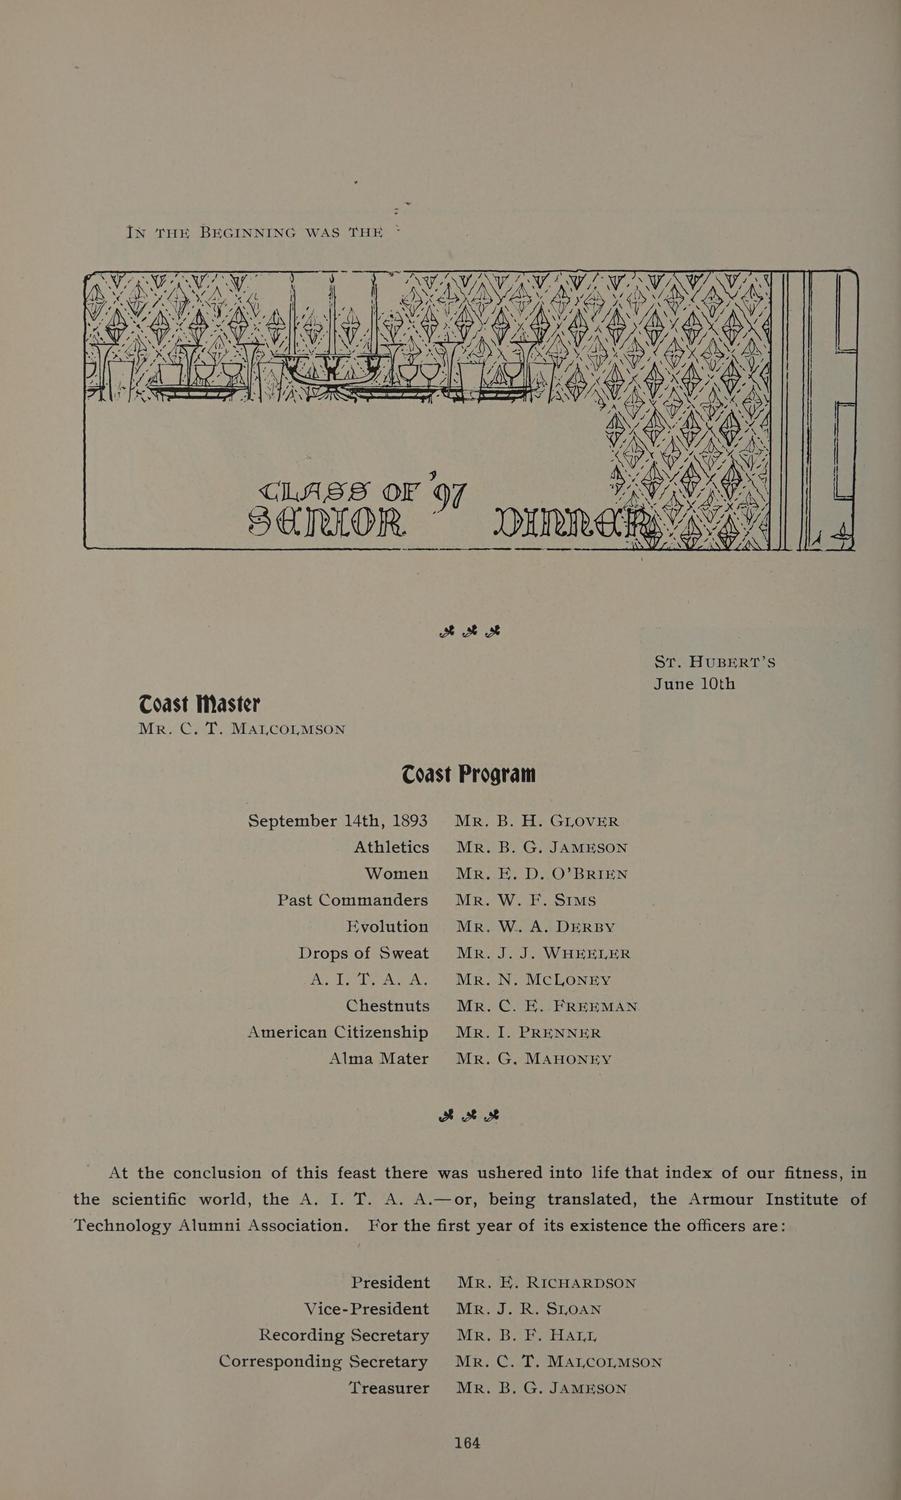 IN THE BEGINNING WAS THE
CLASS OF '97
SENIOR DINNER
ST. HUBERT'S
June 10th
Toast Master
MR. C. T. MALCOLMSON
Toast Program
September 14th, 1893 MR. B. H. GLOVER
Athletics MR. B. G. JAMESON
Women MR. E. D. O'BRIEN
Past Commanders MR. W. F. SIMS
Evolution MR. W. A. DERBY
Drops of Sweat MR. J. J. WHEELER
A. I. T. A. A. MR. N. MCLONEY
Chestnuts MR. C. E. FREEMAN
American Citizenship MR. I. PRENNER
Alma Mater MR. G. MAHONEY
At the conclusion of this feast there was ushered into life that index of our fitness, in
the scientific world, the A. I. T. A. A.—or, being translated, the Armour Institute of
Technology Alumni Association. For the first year of its existence the officers are:
President MR. E. RICHARDSON
Vice-President MR. J. R. SLOAN
Recording Secretary MR. B. F. HALL
Corresponding Secretary MR. C. T. MALCOLMSON
Treasurer MR. B. G. JAMESON
164